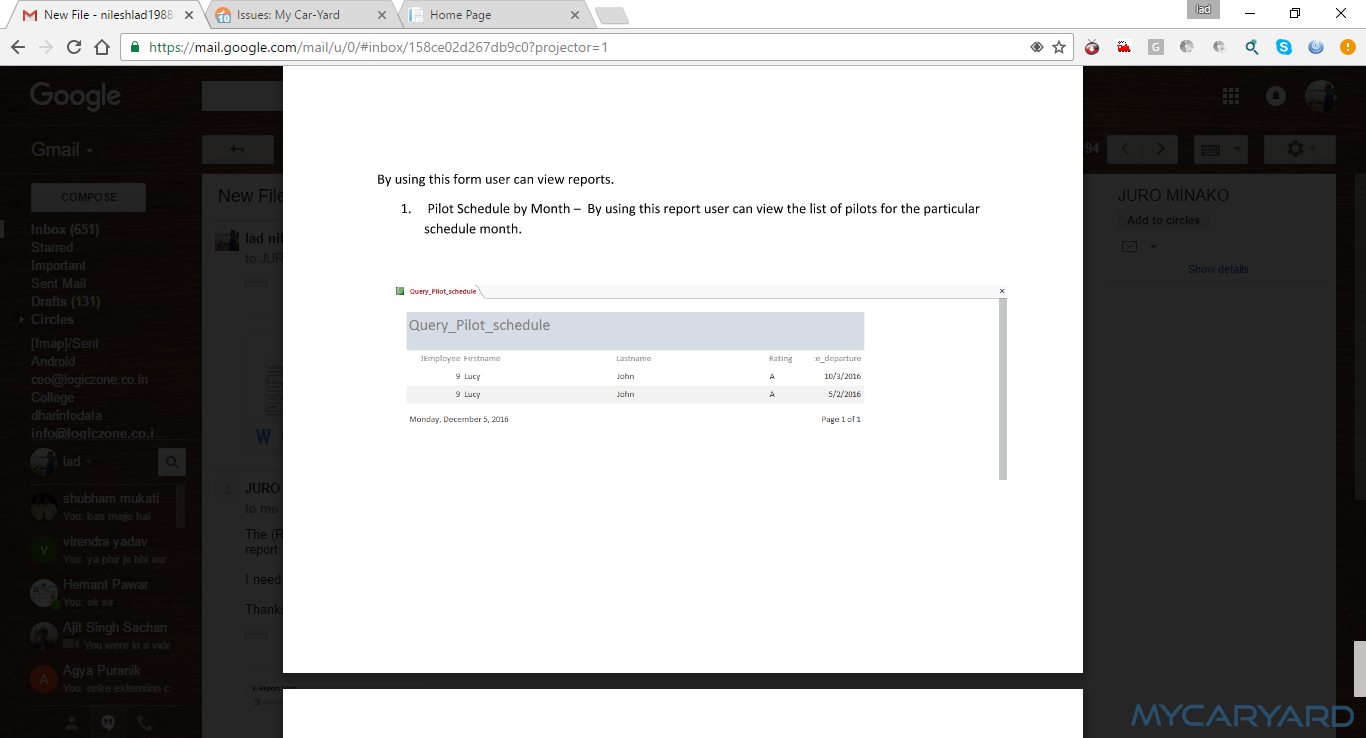 New File - nileshlad1988
Issues: My Car-Yard
Home Page
lad
https://mail.google.com/mail/u/0/#inbox/158ce02d267db9c0?projector=1
Google
Gmail
94
COMPOSE
New File
JURO MINAKO
Add to circles
Show details
Inbox (651)
Starred
Important
Sent Mail
Drafts (131)
Circles
[Imap]/Sent
Android
ceo@logiczone.co.in
College
dharinfodata
info@logiczone.co.i...
lad
shubham mukati
You: bas majje hai
virendra yadav
You: ya phir jo bhi aur
Hemant Pawar
You: ok sir
Ajit Singh Sachan
You were in a vide
Agya Puranik
You: unke extension c
lad nil
to JUR
W
JURO
to me
The (R
report.
I need
Thanks
By using this form user can view reports.
1. Pilot Schedule by Month – By using this report user can view the list of pilots for the particular
schedule month.
Query_Pilot_schedule
Query_Pilot_schedule
Employee Firstname Lastname Rating e_departure
9 Lucy John A 10/3/2016
9 Lucy John A 5/2/2016
Monday, December 5, 2016 Page 1 of 1
MYCARYARD